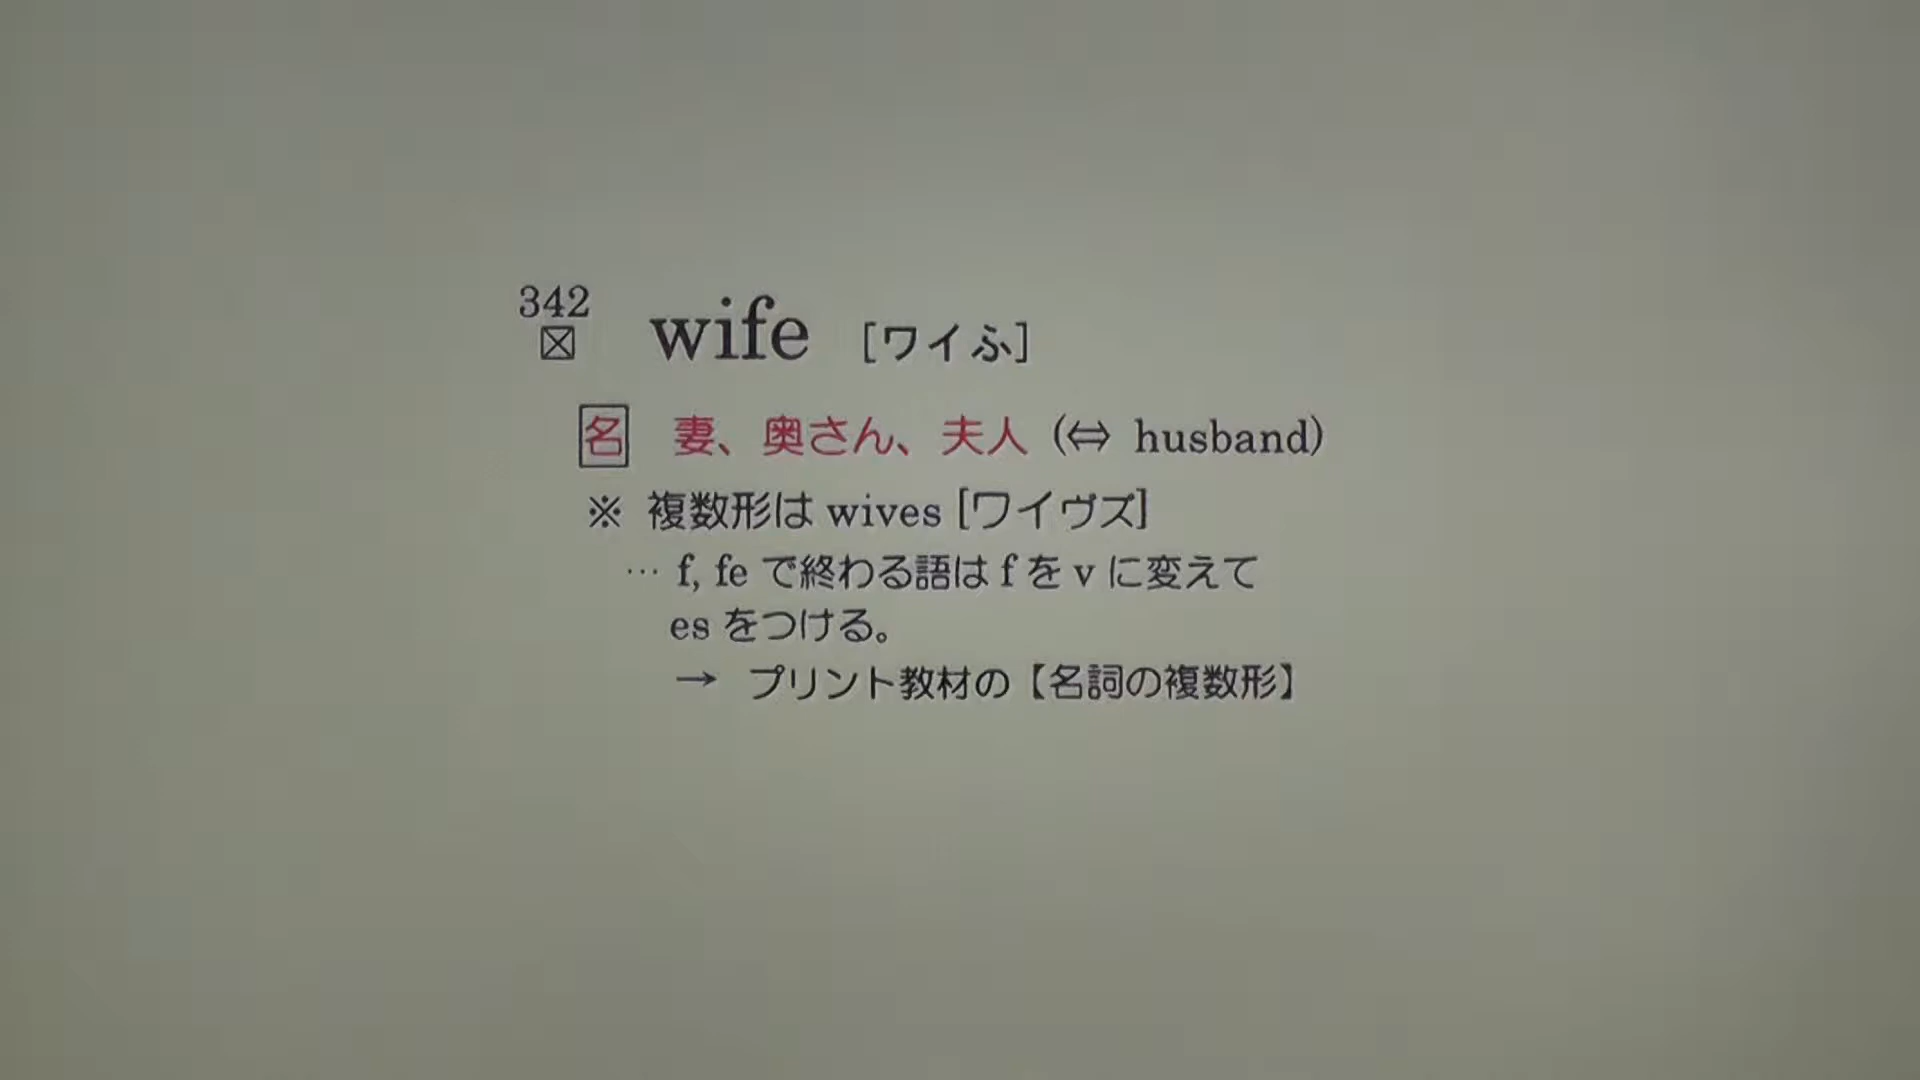 342
☒ wife [ワイふ]
名 妻、奥さん、夫人 (⇔ husband)
※ 複数形は wives [ワイヴズ]
… f, fe で終わる語は f を v に変えて
es をつける。
→ プリント教材の【名詞の複数形】